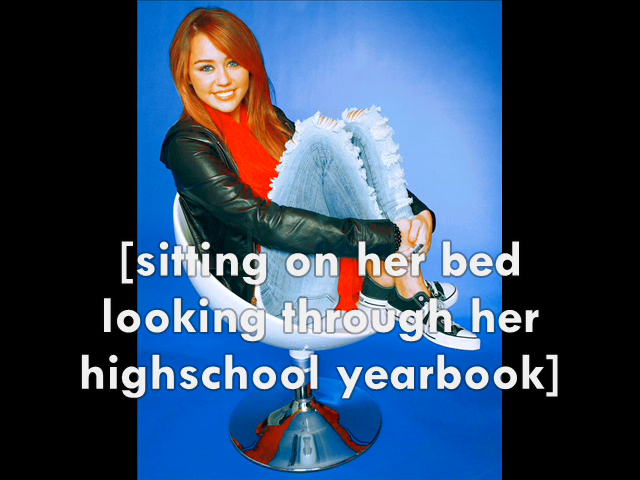 [sitting on her bed
looking through her
highschool yearbook]